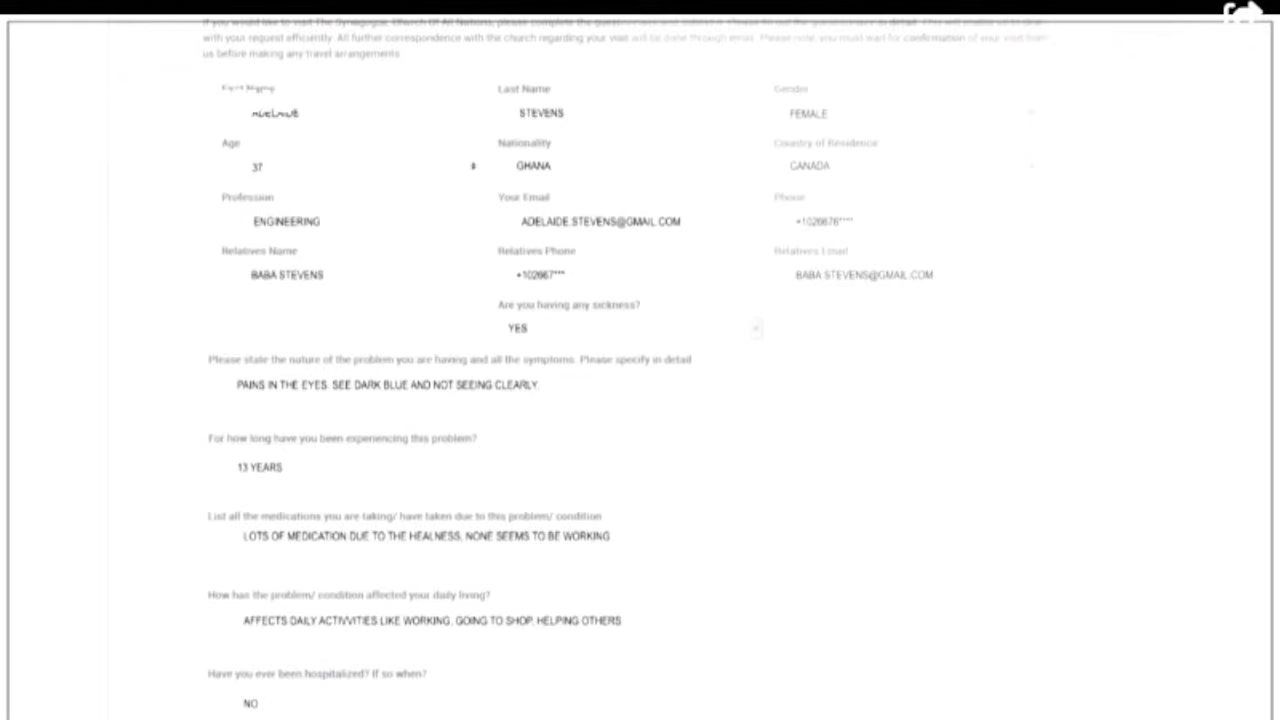 If you would like to visit The Synagogue, Church Of All Nations, please complete the
with your request efficiently. All further correspondence with the church regarding your visit will be done through email. Please note you must wait for confirmation of your visit from
us before making any travel arrangements
Last Name
Gender
STEVENS
FEMALE
Age
Nationality
Country of Residence
37
GHANA
CANADA
Profession
Your Email
Phone
ENGINEERING
ADELAIDE.STEVENS@GMAIL.COM
+1026676****
Relatives Name
Relatives Phone
Relatives Email
BABA STEVENS
+102667***
BABA STEVENS@GMAIL.COM
Are you having any sickness?
YES
Please state the nature of the problem you are having and all the symptoms. Please specify in detail
PAINS IN THE EYES. SEE DARK BLUE AND NOT SEEING CLEARLY.
For how long have you been experiencing this problem?
13 YEARS
List all the medications you are taking/ have taken due to this problem/ condition
LOTS OF MEDICATION DUE TO THE HEALNESS, NONE SEEMS TO BE WORKING
How has the problem/ condition affected your daily living?
AFFECTS DAILY ACTIVVITIES LIKE WORKING, GOING TO SHOP, HELPING OTHERS
Have you ever been hospitalized? If so when?
NO